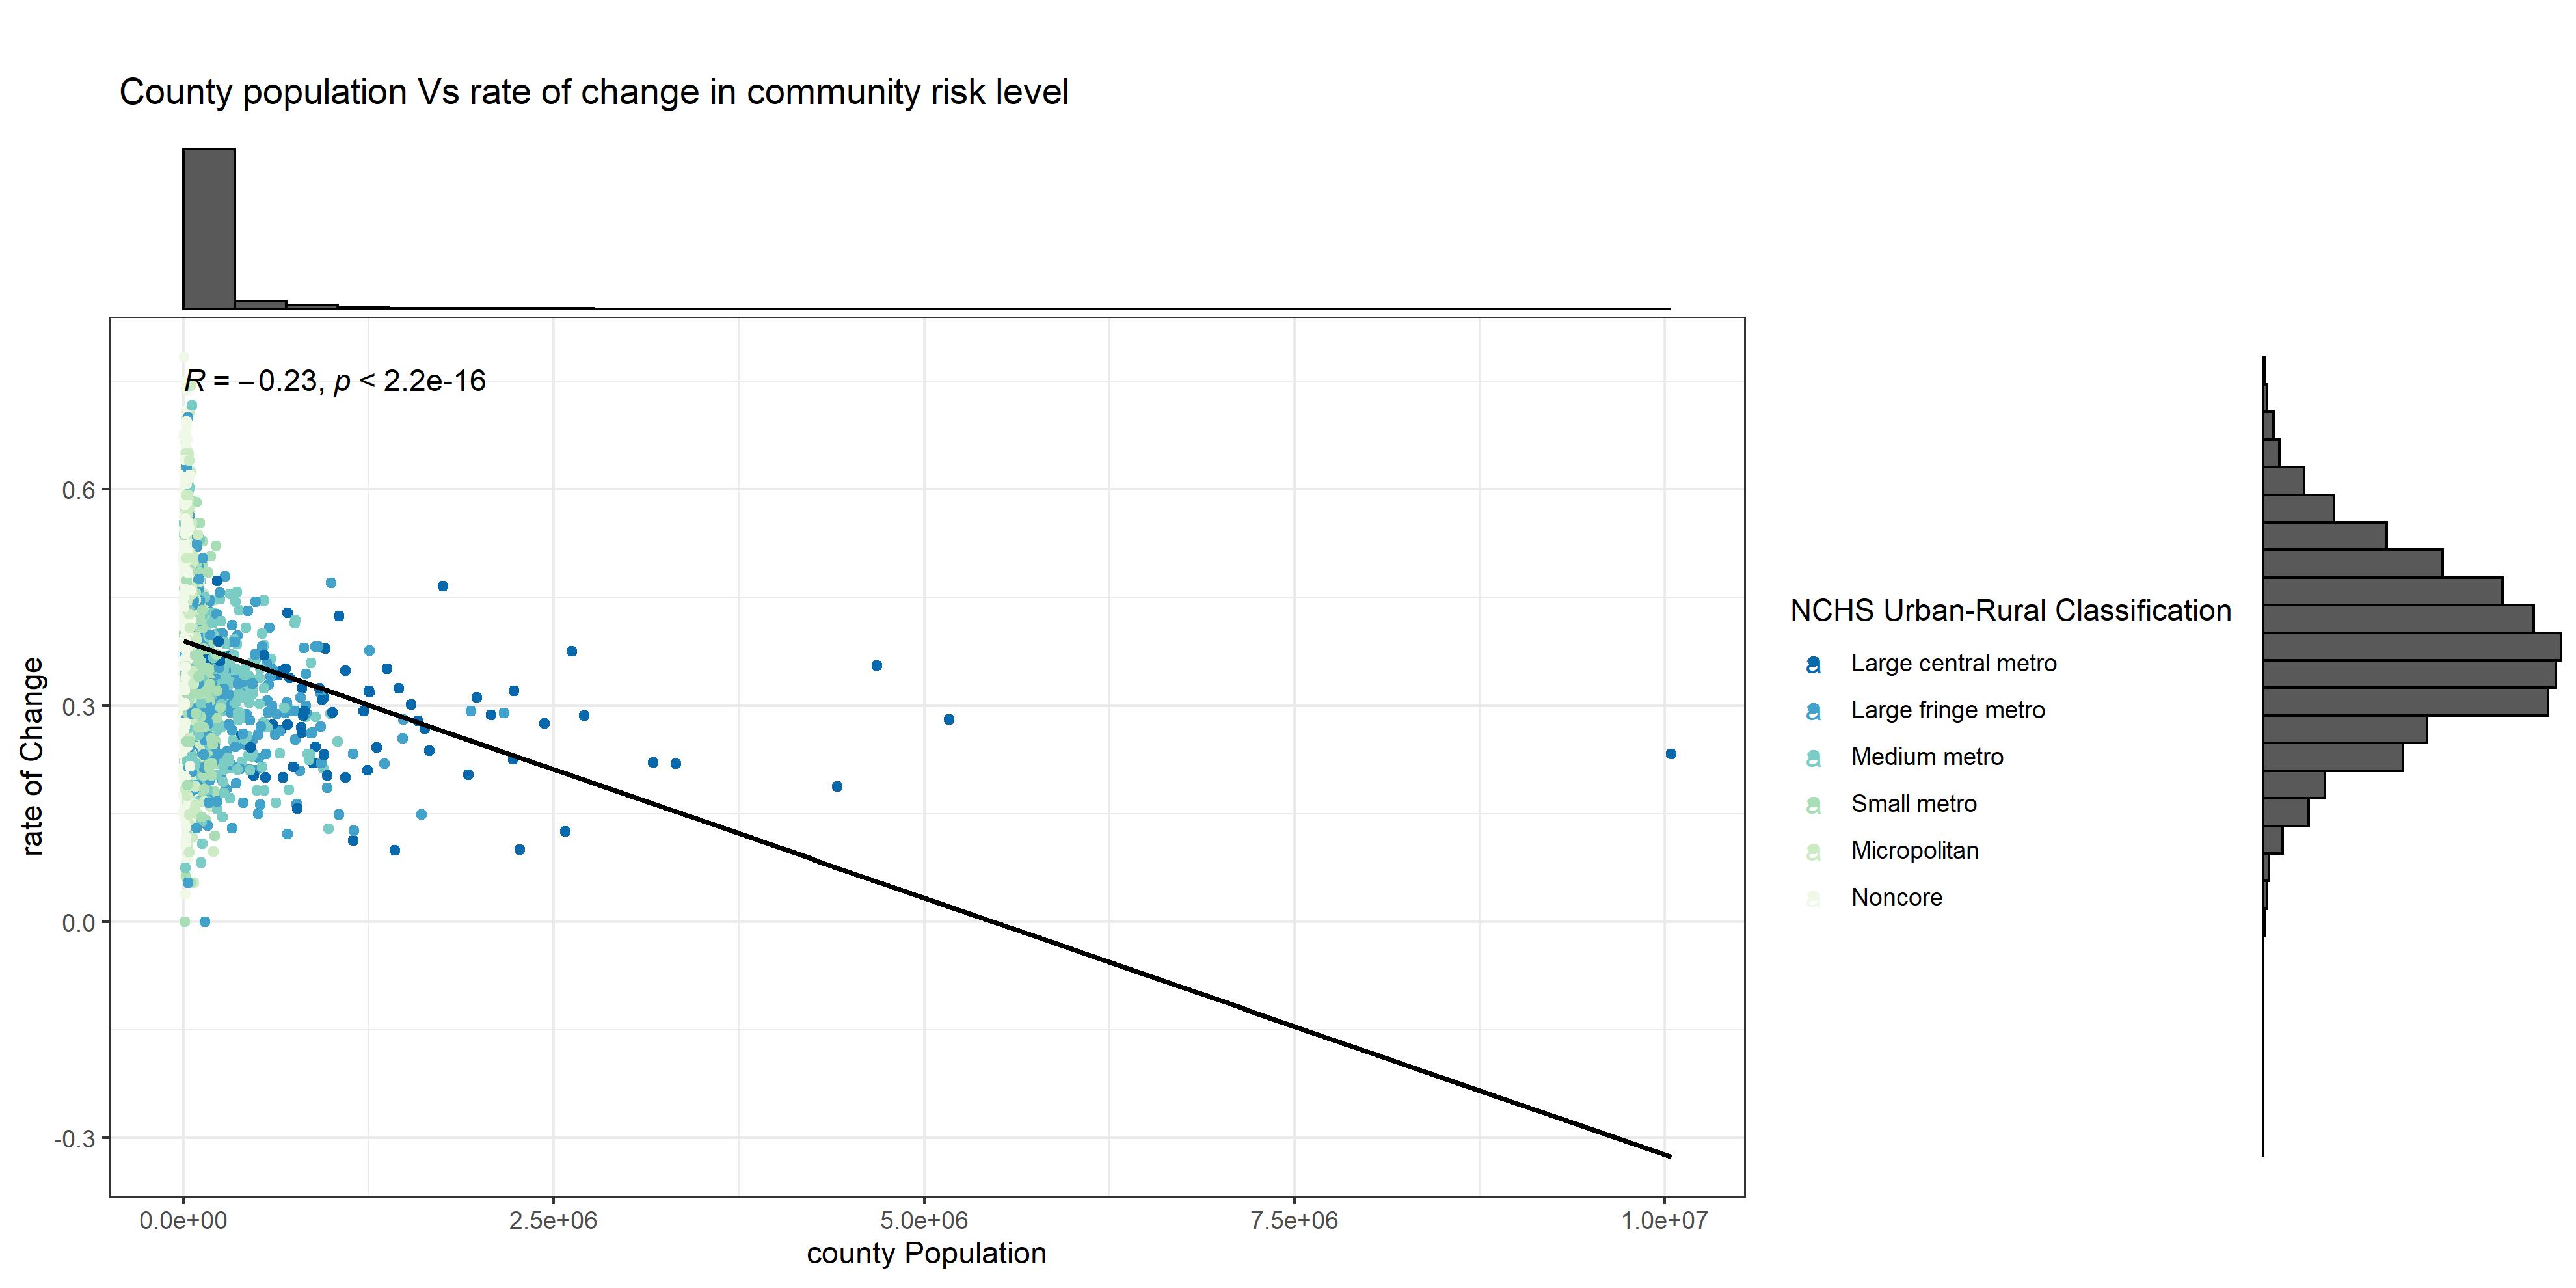 County population Vs rate of change in community risk level
R = −0.23, p < 2.2e-16
0.6
0.3
0.0
-0.3
rate of Change
0.0e+00
2.5e+06
5.0e+06
7.5e+06
1.0e+07
county Population
NCHS Urban-Rural Classification
a Large central metro
a Large fringe metro
a Medium metro
a Small metro
a Micropolitan
a Noncore